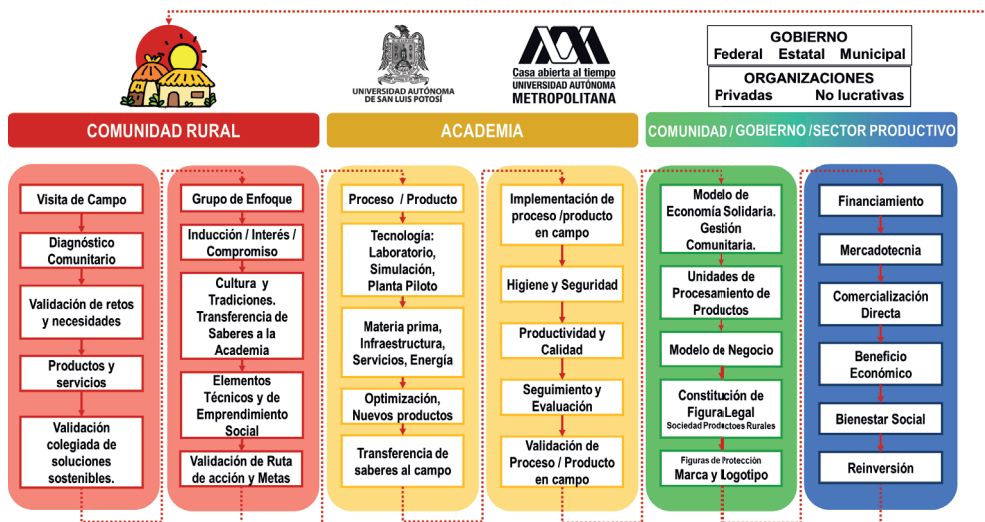 UNIVERSIDAD AUTÓNOMA
DE SAN LUIS POTOSÍ
Casa abierta al tiempo
UNIVERSIDAD AUTÓNOMA
METROPOLITANA
GOBIERNO
Federal Estatal Municipal
ORGANIZACIONES
Privadas No lucrativas
COMUNIDAD RURAL
ACADEMIA
COMUNIDAD / GOBIERNO / SECTOR PRODUCTIVO
Visita de Campo
Diagnóstico
Comunitario
Validación de retos
y necesidades
Productos y
servicios
Validación
colegiada de
soluciones
sostenibles.
Grupo de Enfoque
Inducción / Interés /
Compromiso
Cultura y
Tradiciones.
Transferencia de
Saberes a la
Academia
Elementos
Técnicos y de
Emprendimiento
Social
Validación de Ruta
de acción y Metas
Proceso / Producto
Tecnología:
Laboratorio,
Simulación,
Planta Piloto
Materia prima,
Infraestructura,
Servicios, Energía
Optimización,
Nuevos productos
Transferencia de
saberes al campo
Implementación de
proceso /producto
en campo
Higiene y Seguridad
Productividad y
Calidad
Seguimiento y
Evaluación
Validación de
Proceso / Producto
en campo
Modelo de
Economía Solidaria.
Gestión
Comunitaria.
Unidades de
Procesamiento de
Productos
Modelo de Negocio
Constitución de
Figura Legal
Sociedad Productoes Rurales
Figuras de Protección
Marca y Logotipo
Financiamiento
Mercadotecnia
Comercialización
Directa
Beneficio
Económico
Bienestar Social
Reinversión